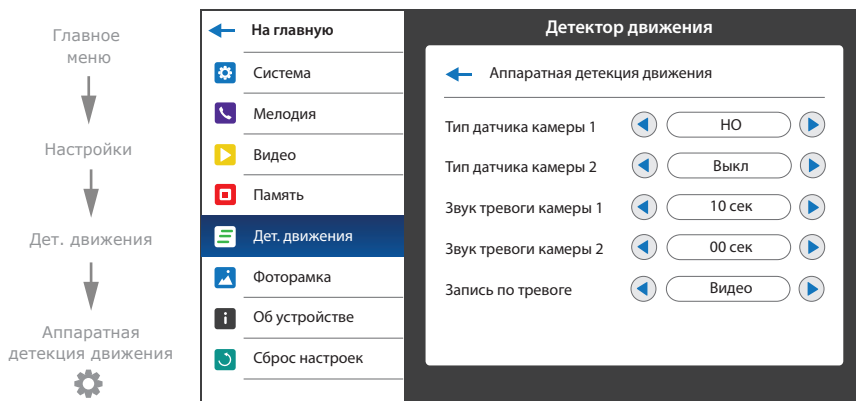 Главное
меню
Настройки
Дет. движения
Аппаратная
детекция движения
На главную
Система
Мелодия
Видео
Память
Дет. движения
Фоторамка
Об устройстве
Сброс настроек
Детектор движения
Аппаратная детекция движения
Тип датчика камеры 1 НО
Тип датчика камеры 2 Выкл
Звук тревоги камеры 1 10 сек
Звук тревоги камеры 2 00 сек
Запись по тревоге Видео